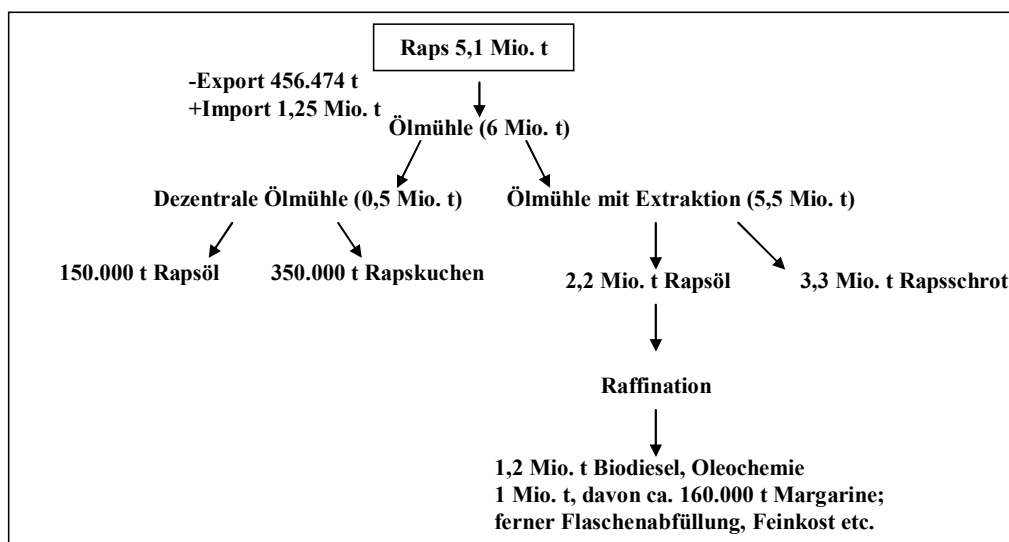 Raps 5,1 Mio. t
-Export 456.474 t
+Import 1,25 Mio. t
Ölmühle (6 Mio. t)
Dezentrale Ölmühle (0,5 Mio. t)
Ölmühle mit Extraktion (5,5 Mio. t)
150.000 t Rapsöl
350.000 t Rapskuchen
2,2 Mio. t Rapsöl
3,3 Mio. t Rapsschrot
Raffination
1,2 Mio. t Biodiesel, Oleochemie
1 Mio. t, davon ca. 160.000 t Margarine;
ferner Flaschenabfüllung, Feinkost etc.